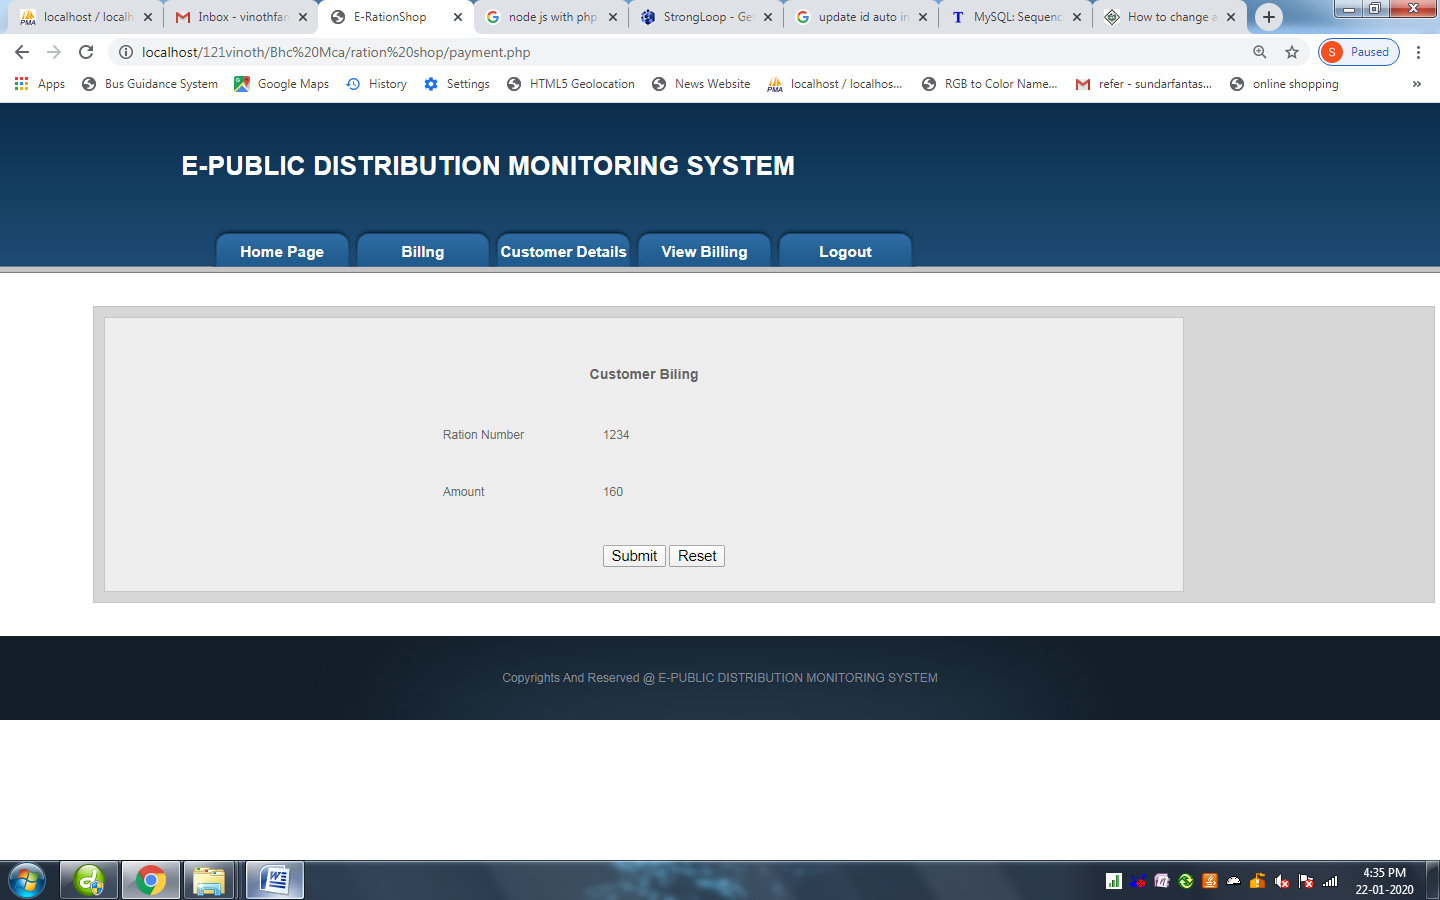 localhost / localh
Inbox - vinothfan
E-RationShop
node js with php
StrongLoop - Get
update id auto in
MySQL: Sequenc
How to change a
localhost/121vinoth/Bhc%20Mca/ration%20shop/payment.php
S Paused
Apps
Bus Guidance System
Google Maps
History
Settings
HTML5 Geolocation
News Website
PMA
localhost / localhos...
RGB to Color Name...
refer - sundarfantas...
online shopping
»
E-PUBLIC DISTRIBUTION MONITORING SYSTEM
Home Page
Billng
Customer Details
View Billing
Logout
Customer Biling
Ration Number 1234
Amount 160
Submit Reset
Copyrights And Reserved @ E-PUBLIC DISTRIBUTION MONITORING SYSTEM
4:35 PM
22-01-2020